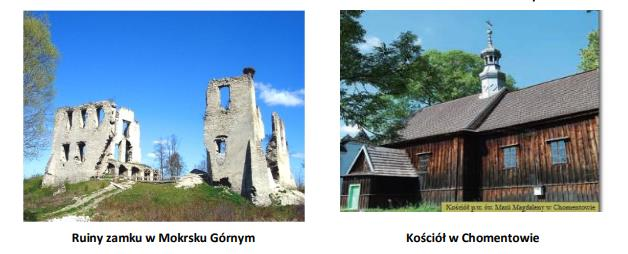 Kościół p.w. św. Marii Magdaleny w Chomentowie
Ruiny zamku w Mokrsku Górnym
Kościół w Chomentowie